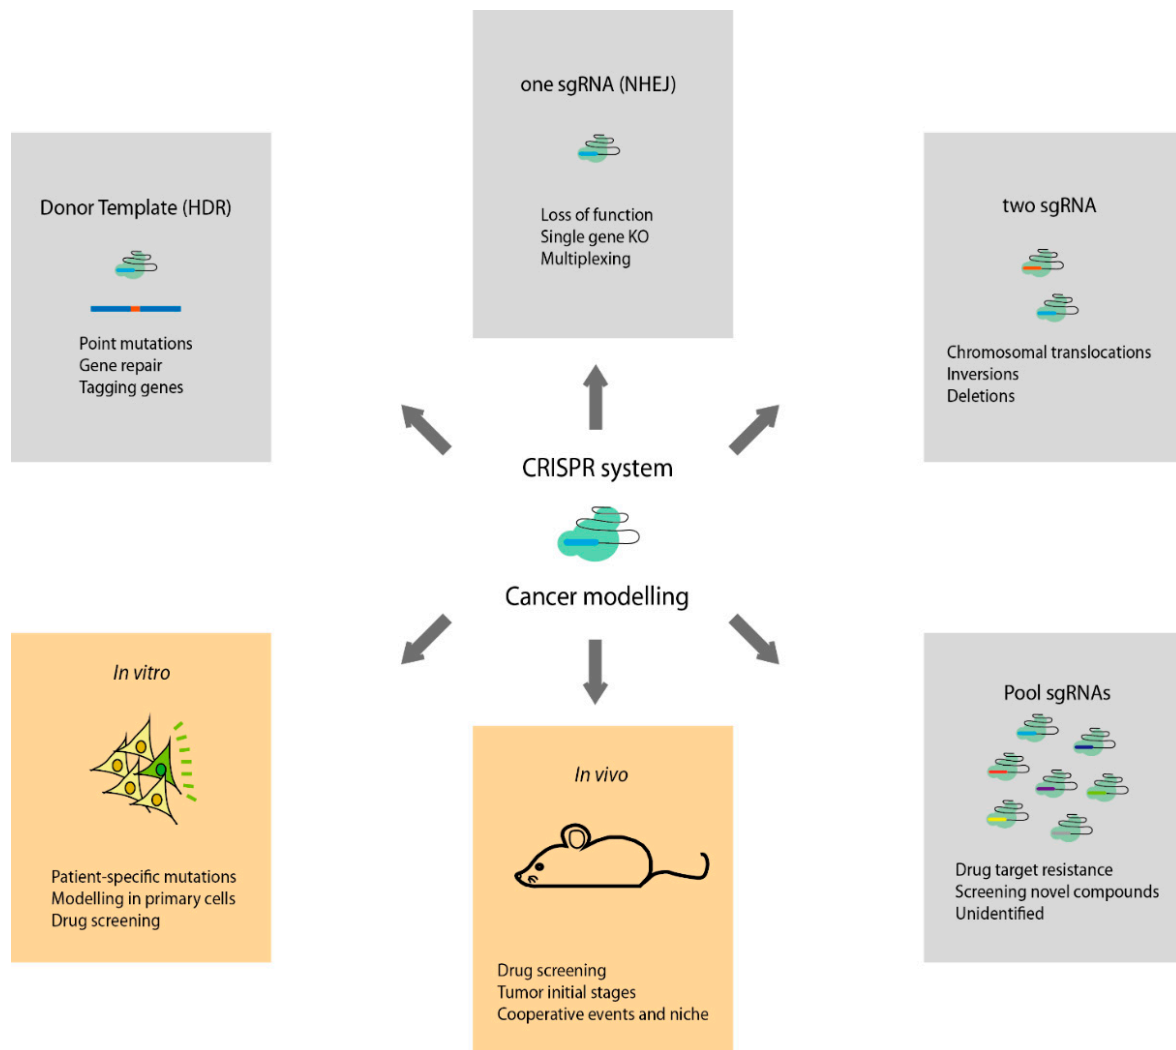 one sgRNA (NHEJ)
Loss of function
Single gene KO
Multiplexing
Donor Template (HDR)
Point mutations
Gene repair
Tagging genes
two sgRNA
Chromosomal translocations
Inversions
Deletions
CRISPR system
Cancer modelling
In vitro
Patient-specific mutations
Modelling in primary cells
Drug screening
In vivo
Drug screening
Tumor initial stages
Cooperative events and niche
Pool sgRNAs
Drug target resistance
Screening novel compounds
Unidentified